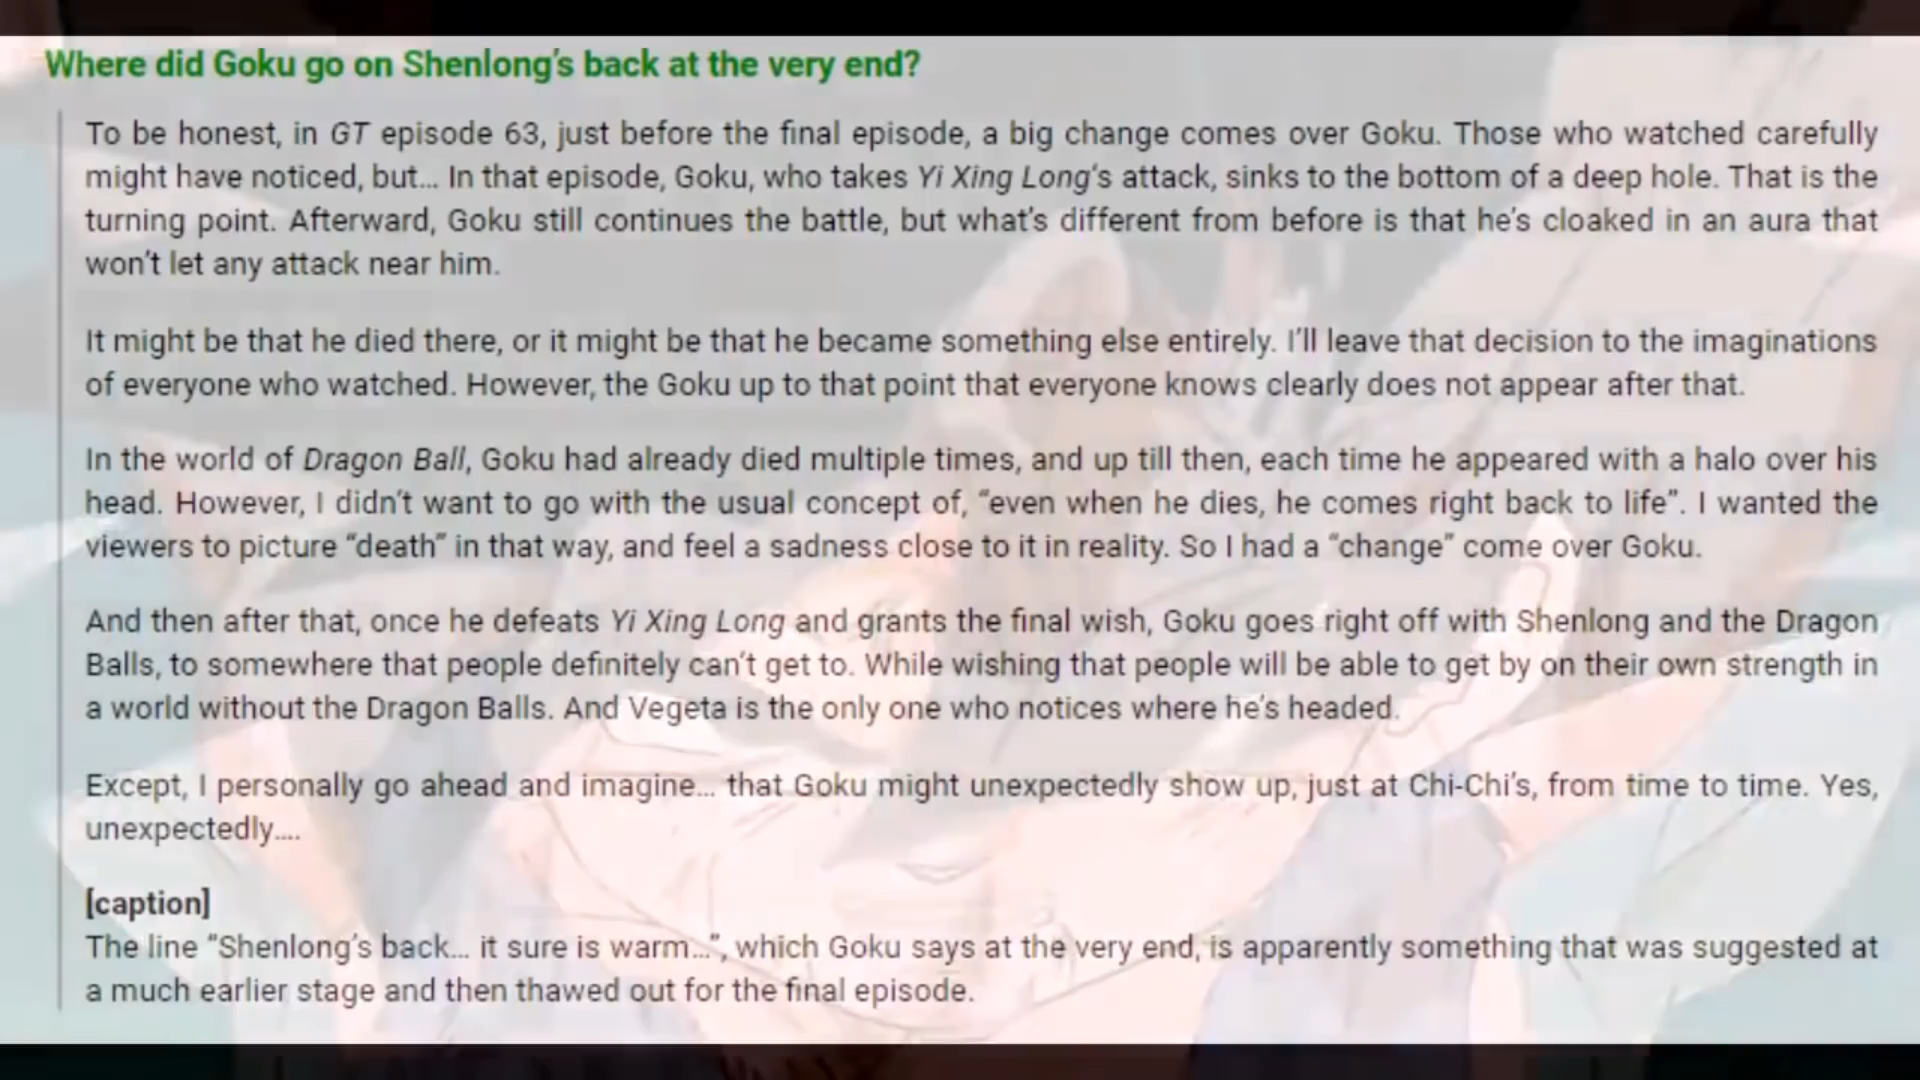 Where did Goku go on Shenlong's back at the very end?
To be honest, in GT episode 63, just before the final episode, a big change comes over Goku. Those who watched carefully
might have noticed, but... In that episode, Goku, who takes Yi Xing Long's attack, sinks to the bottom of a deep hole. That is the
turning point. Afterward, Goku still continues the battle, but what's different from before is that he's cloaked in an aura that
won't let any attack near him.
It might be that he died there, or it might be that he became something else entirely. I'll leave that decision to the imaginations
of everyone who watched. However, the Goku up to that point that everyone knows clearly does not appear after that.
In the world of Dragon Ball, Goku had already died multiple times, and up till then, each time he appeared with a halo over his
head. However, I didn't want to go with the usual concept of, “even when he dies, he comes right back to life”. I wanted the
viewers to picture “death” in that way, and feel a sadness close to it in reality. So I had a “change” come over Goku.
And then after that, once he defeats Yi Xing Long and grants the final wish, Goku goes right off with Shenlong and the Dragon
Balls, to somewhere that people definitely can't get to. While wishing that people will be able to get by on their own strength in
a world without the Dragon Balls. And Vegeta is the only one who notices where he's headed.
Except, I personally go ahead and imagine... that Goku might unexpectedly show up, just at Chi-Chi's, from time to time. Yes,
unexpectedly....
[caption]
The line “Shenlong's back... it sure is warm...”, which Goku says at the very end, is apparently something that was suggested at
a much earlier stage and then thawed out for the final episode.